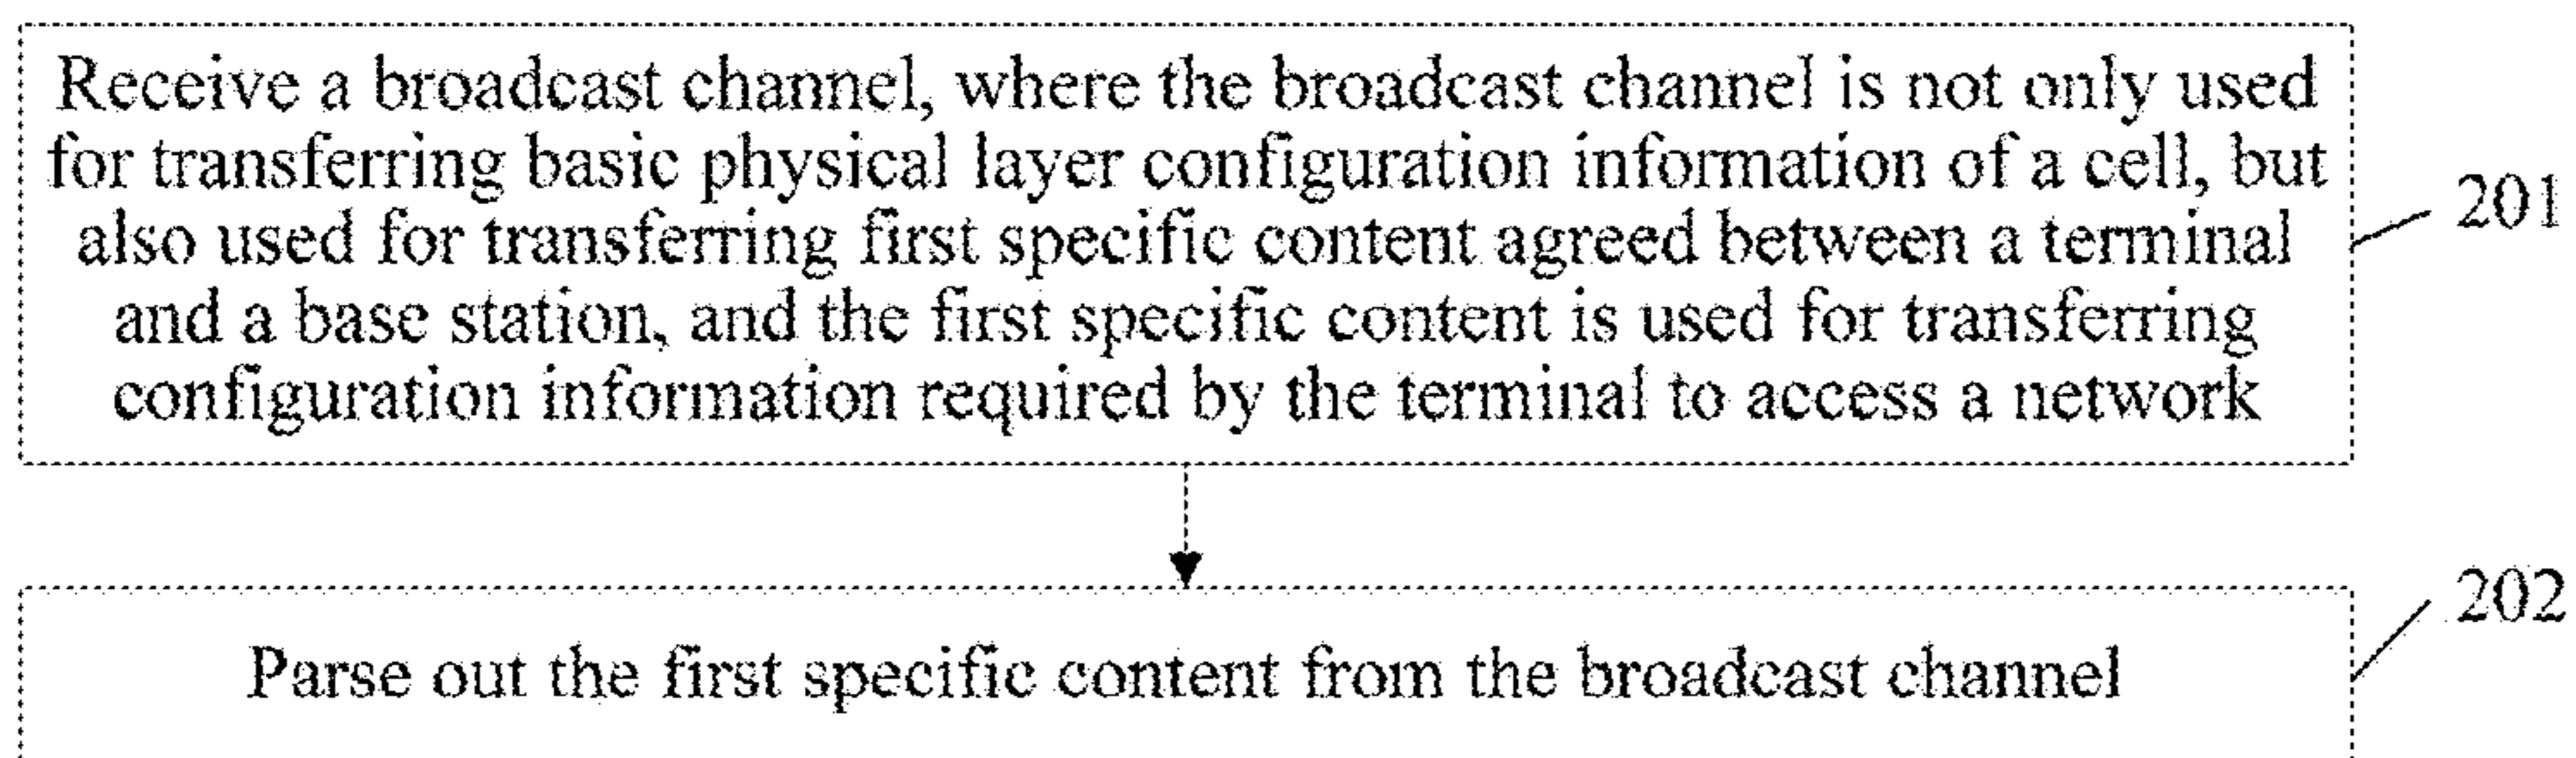 Receive a broadcast channel, where the broadcast channel is not only used
for transferring basic physical layer configuration information of a cell, but
also used for transferring first specific content agreed between a terminal
and a base station, and the first specific content is used for transferring
configuration information required by the terminal to access a network
201
202
Parse out the first specific content from the broadcast channel